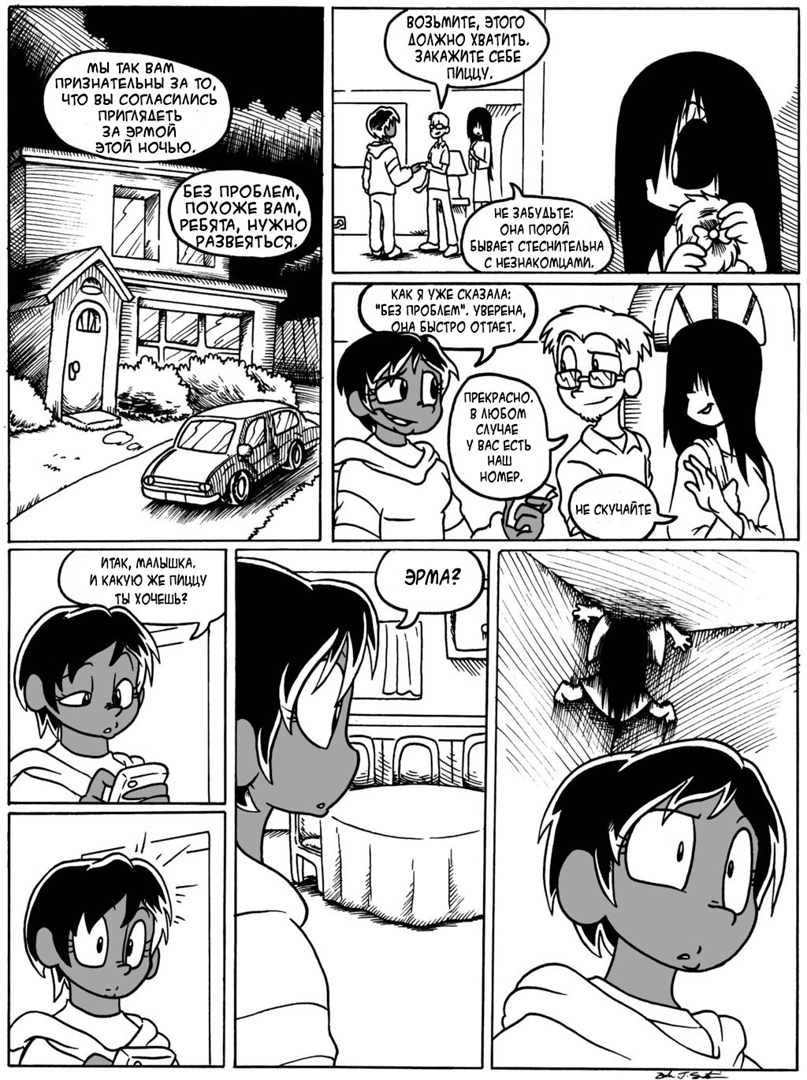 МЫ ТАК ВАМ
ПРИЗНАТЕЛЬНЫ ЗА ТО,
ЧТО ВЫ СОГЛАСИЛИСЬ
ПРИГЛЯДЕТЬ
ЗА ЭРМОЙ
ЭТОЙ НОЧЬЮ.
БЕЗ ПРОБЛЕМ,
ПОХОЖЕ ВАМ,
РЕБЯТА, НУЖНО
РАЗВЕЯТЬСЯ.
ВОЗЬМИТЕ, ЭТОГО
ДОЛЖНО ХВАТИТЬ.
ЗАКАЖИТЕ СЕБЕ
ПИЦЦУ.
НЕ ЗАБУДЬТЕ:
ОНА ПОРОЙ
БЫВАЕТ СТЕСНИТЕЛЬНА
С НЕЗНАКОМЦАМИ.
КАК Я УЖЕ СКАЗАЛА:
"БЕЗ ПРОБЛЕМ". УВЕРЕНА,
ОНА БЫСТРО ОТТАЕТ.
ПРЕКРАСНО.
В ЛЮБОМ
СЛУЧАЕ
У ВАС ЕСТЬ
НАШ
НОМЕР.
НЕ СКУЧАЙТЕ
ИТАК, МАЛЫШКА.
И КАКУЮ ЖЕ ПИЦЦУ
ТЫ ХОЧЕШЬ?
ЭРМА?